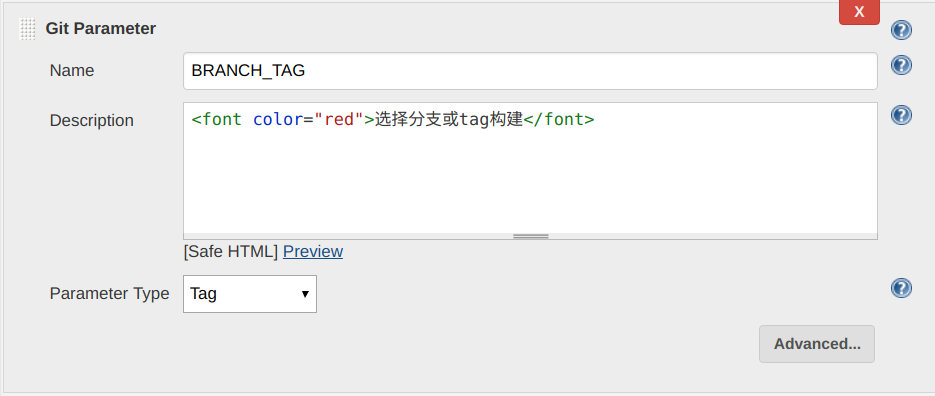 X
Git Parameter
Name BRANCH_TAG
Description <font color="red">选择分支或tag构建</font>
[Safe HTML] Preview
Parameter Type Tag
Advanced...